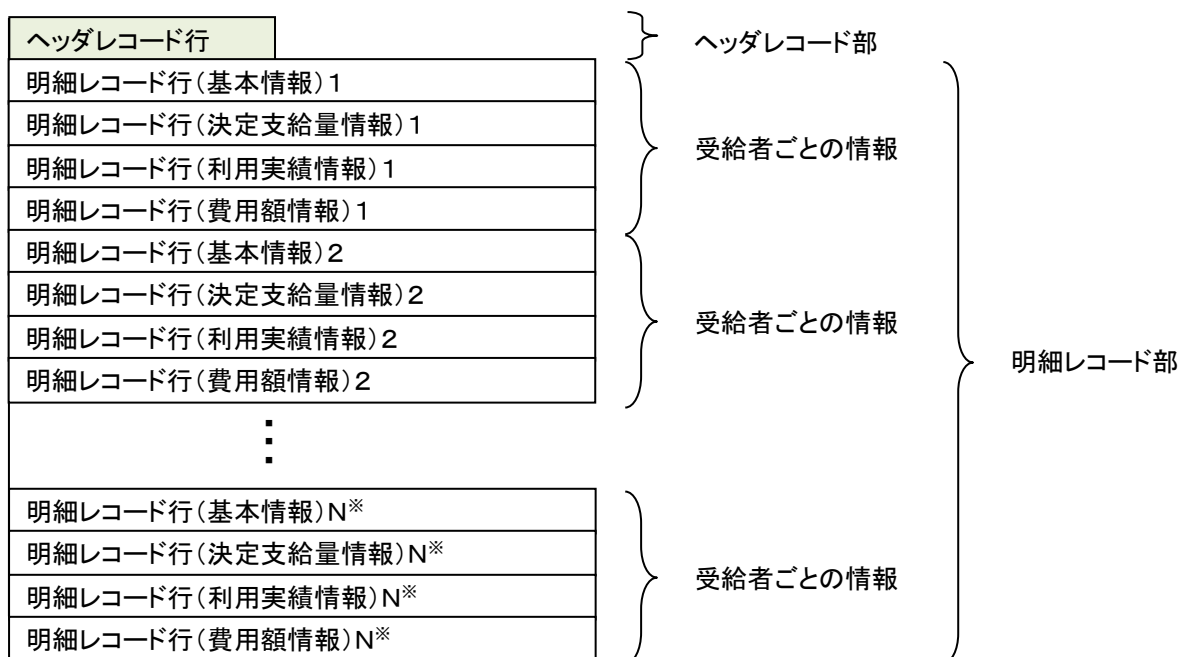 ヘッダレコード行
ヘッダレコード部
明細レコード行(基本情報)1
明細レコード行(決定支給量情報)1
明細レコード行(利用実績情報)1
明細レコード行(費用額情報)1
受給者ごとの情報
明細レコード行(基本情報)2
明細レコード行(決定支給量情報)2
明細レコード行(利用実績情報)2
明細レコード行(費用額情報)2
受給者ごとの情報
明細レコード部
明細レコード行(基本情報)N※
明細レコード行(決定支給量情報)N※
明細レコード行(利用実績情報)N※
明細レコード行(費用額情報)N※
受給者ごとの情報